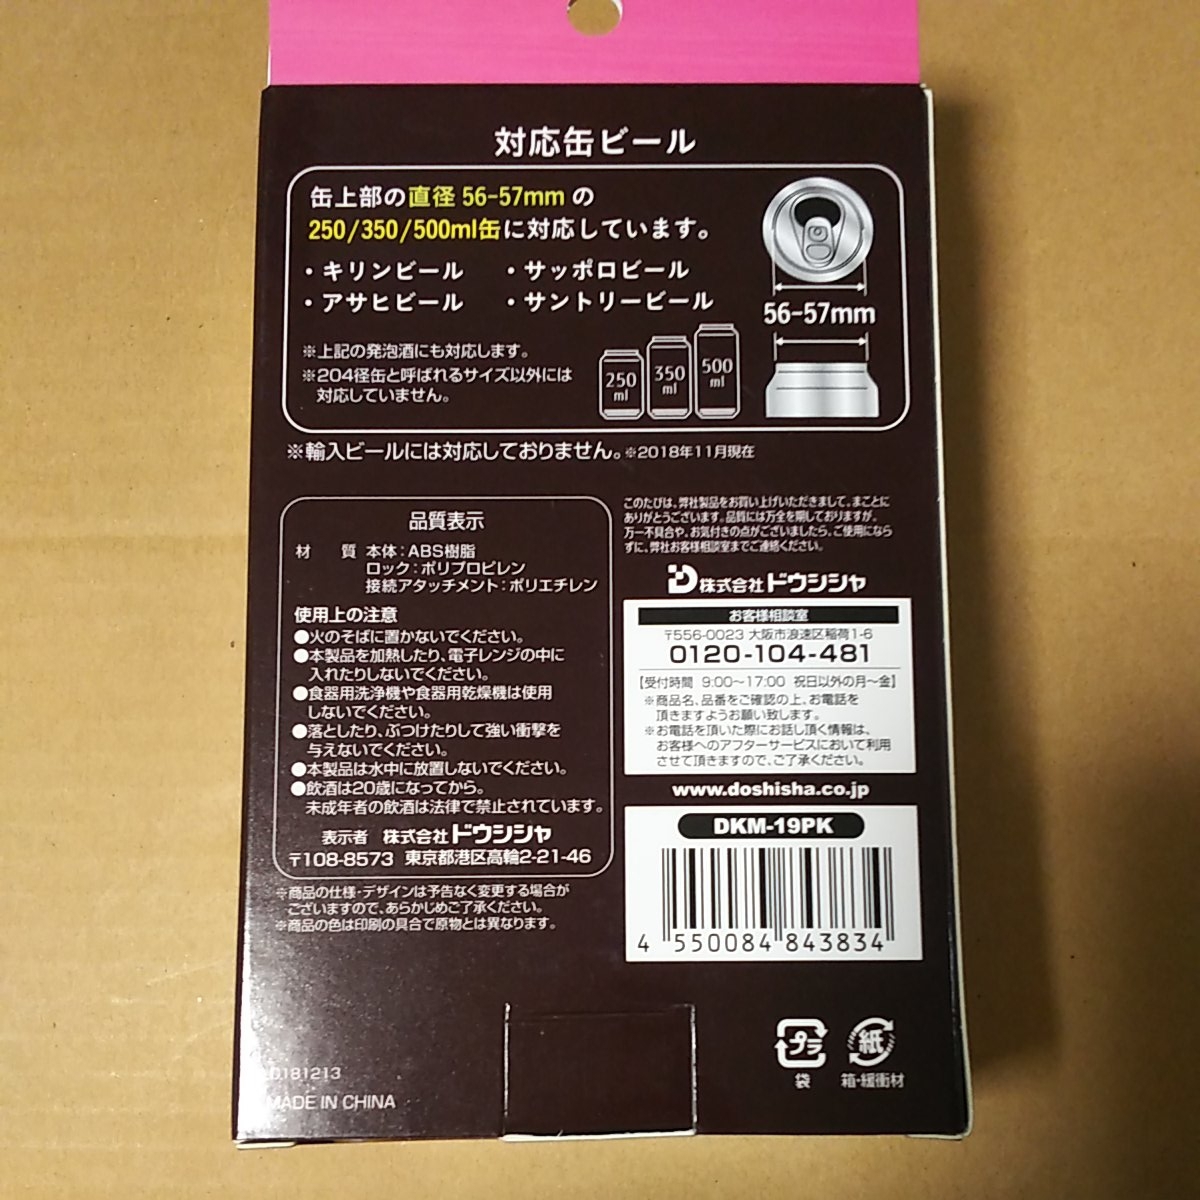 対応缶ビール
缶上部の直径56-57mmの
250/350/500ml缶に対応しています。
・キリンビール ・サッポロビール
・アサヒビール ・サントリービール
56-57mm
※上記の発泡酒にも対応します。
※204径缶と呼ばれるサイズ以外には
対応していません。
250
ml
350
ml
500
ml
※輸入ビールには対応しておりません。※2018年11月現在
品質表示
材 質 本体:ABS樹脂
ロック:ポリプロピレン
接続アタッチメント:ポリエチレン
使用上の注意
●火のそばに置かないでください。
●本製品を加熱したり、電子レンジの中に
入れたりしないでください。
●食器用洗浄機や食器用乾燥機は使用
しないでください。
●落としたり、ぶつけたりして強い衝撃を
与えないでください。
●本製品は水中に放置しないでください。
●飲酒は20歳になってから。
未成年者の飲酒は法律で禁止されています。
表示者 株式会社ドウシシャ
〒108-8573 東京都港区高輪2-21-46
※商品の仕様・デザインは予告なく変更する場合が
ございますので、あらかじめご了承ください。
※商品の色は印刷の具合で原物とは異なります。
このたびは、弊社製品をお買い上げいただきまして、まことに
ありがとうございます。品質には万全を期しておりますが、
万一不具合や、お気付きの点がございましたら、ご使用になら
ずに、弊社お客様相談室までご連絡ください。
株式会社ドウシシャ
お客様相談室
〒556-0023 大阪市浪速区稲荷1-6
0120-104-481
【受付時間 9:00〜17:00 祝日以外の月〜金】
※商品名、品番をご確認の上、お電話を
頂きますようお願い致します。
※お電話を頂いた際にお話し頂く情報は、
お客様へのアフターサービスにおいて利用
させて頂きますので、ご了承ください。
www.doshisha.co.jp
DKM-19PK
4 550084 843834
プラ
袋
紙
箱・緩衝材
D181213
MADE IN CHINA